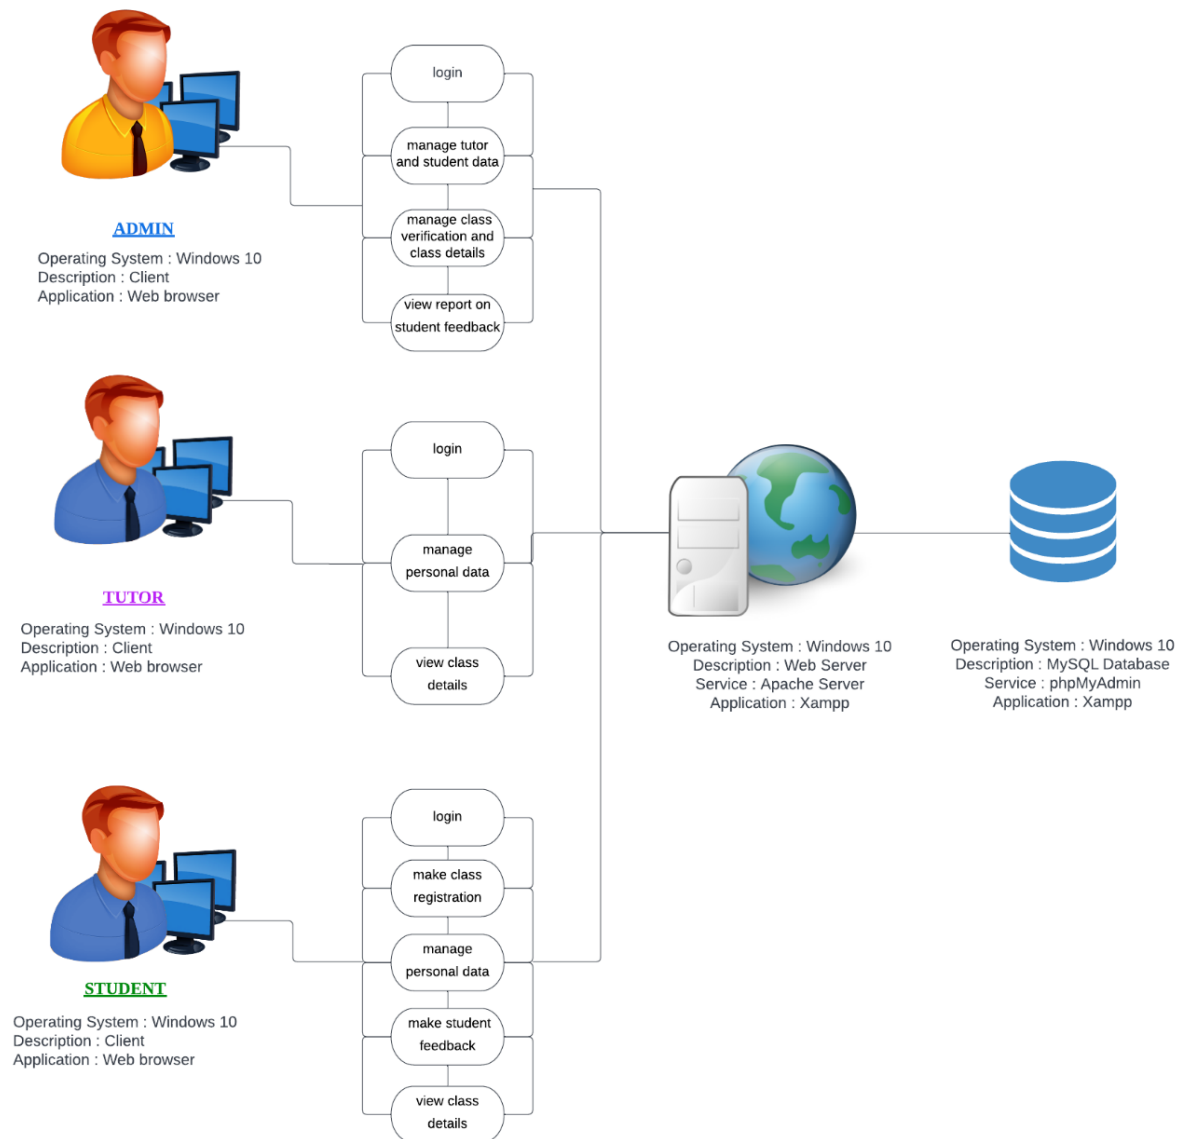 login
manage tutor
and student data
manage class
verification and
class details
view report on
student feedback
ADMIN
Operating System : Windows 10
Description : Client
Application : Web browser
login
manage
personal data
view class
details
TUTOR
Operating System : Windows 10
Description : Client
Application : Web browser
Operating System : Windows 10
Description : Web Server
Service : Apache Server
Application : Xampp
Operating System : Windows 10
Description : MySQL Database
Service : phpMyAdmin
Application : Xampp
login
make class
registration
manage
personal data
make student
feedback
view class
details
STUDENT
Operating System : Windows 10
Description : Client
Application : Web browser